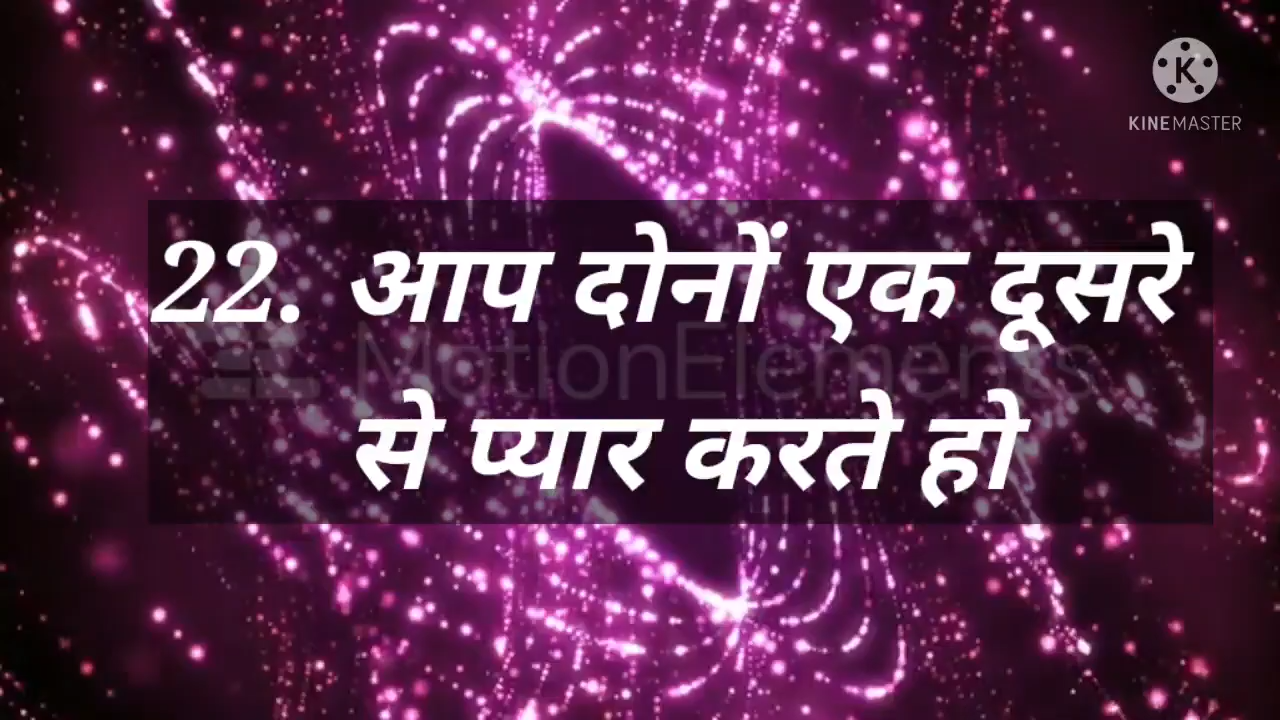 K
KINEMASTER
22. आप दोनों एक दूसरे
MotionElements
से प्यार करते हो